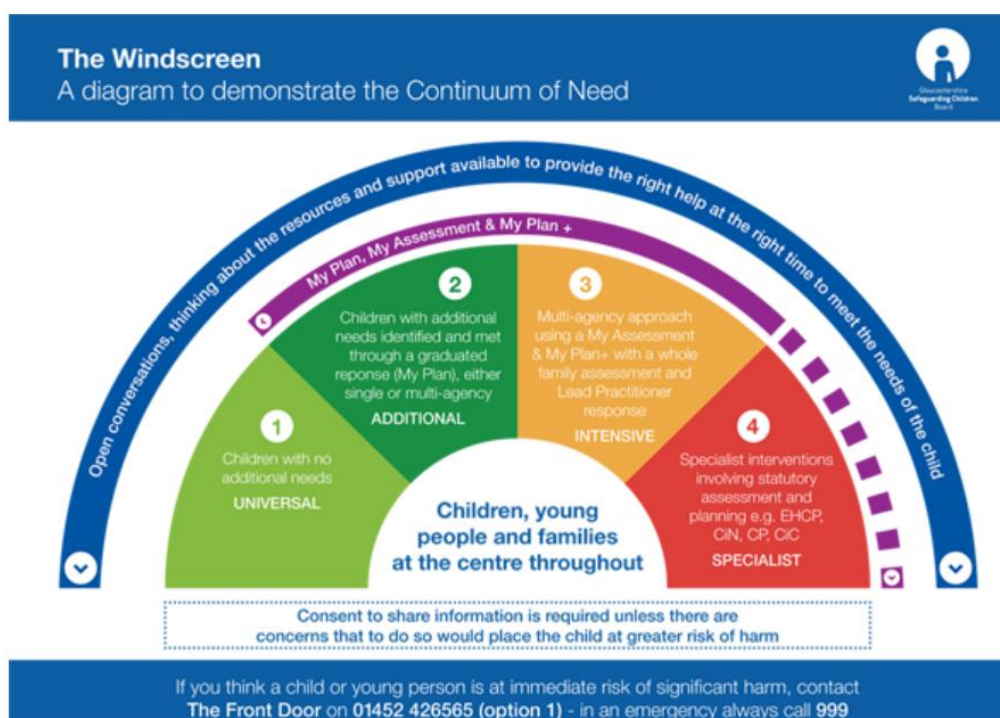 The Windscreen
A diagram to demonstrate the Continuum of Need
Gloucestershire
Safeguarding Children
Board
Open conversations, thinking about the resources and support available to provide the right help at the right time to meet the needs of the child
My Plan, My Assessment & My Plan +
1
Children with no
additional needs
UNIVERSAL
2
Children with additional
needs identified and met
through a graduated
reponse (My Plan), either
single or multi-agency
ADDITIONAL
3
Multi-agency approach
using a My Assessment
& My Plan+ with a whole
family assessment and
Lead Practitioner
response
INTENSIVE
4
Specialist interventions
involving statutory
assessment and
planning e.g. EHCP,
CiN, CP, CiC
SPECIALIST
Children, young
people and families
at the centre throughout
Consent to share information is required unless there are
concerns that to do so would place the child at greater risk of harm
If you think a child or young person is at immediate risk of significant harm, contact
The Front Door on 01452 426565 (option 1) - in an emergency always call 999